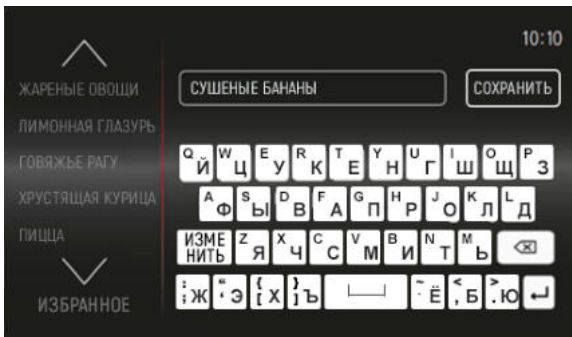 10:10
ЖАРЕНЫЕ ОВОЩИ
ЛИМОННАЯ ГЛАЗУРЬ
ГОВЯЖЬЕ РАГУ
ХРУСТЯЩАЯ КУРИЦА
ПИЦЦА
ИЗБРАННОЕ
СУШЕНЫЕ БАНАНЫ СОХРАНИТЬ
Q Й W Ц E У R К T Е Y Н U Г I Ш O Щ P З
A Ф S Ы D В F А G П H Р J О K Л L Д
ИЗМЕ
НИТЬ Z Я X Ч C С V М B И N Т M Ь
; Ж “ ‘ Э { [ Х } ] Ъ ~ Ё < , Б > . Ю